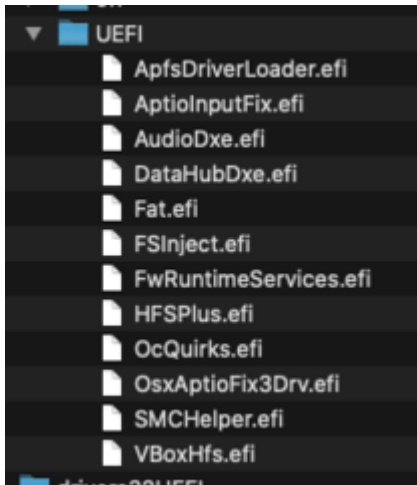 UEFI
ApfsDriverLoader.efi
AptioInputFix.efi
AudioDxe.efi
DataHubDxe.efi
Fat.efi
FSInject.efi
FwRuntimeServices.efi
HFSPlus.efi
OcQuirks.efi
OsxAptioFix3Drv.efi
SMCHelper.efi
VBoxHfs.efi